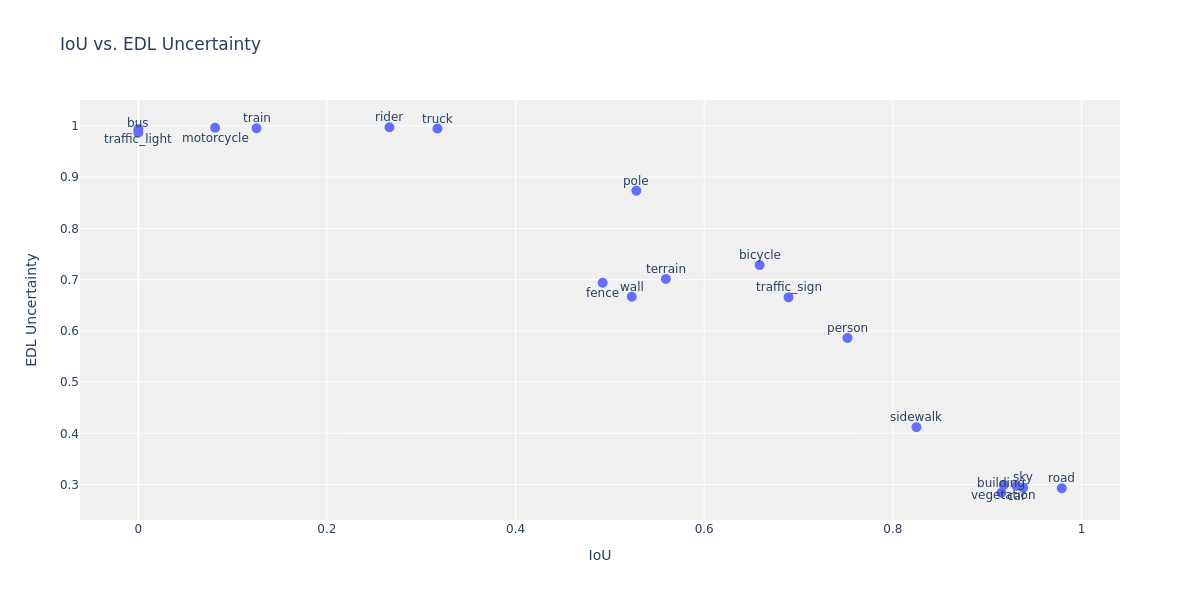 IoU vs. EDL Uncertainty
bus
traffic_light
motorcycle
train
rider
truck
pole
bicycle
terrain
traffic_sign
fence
wall
person
sidewalk
building
sky
road
vegetation
car
1
0.9
0.8
0.7
0.6
0.5
0.4
0.3
EDL Uncertainty
0
0.2
0.4
0.6
0.8
1
IoU